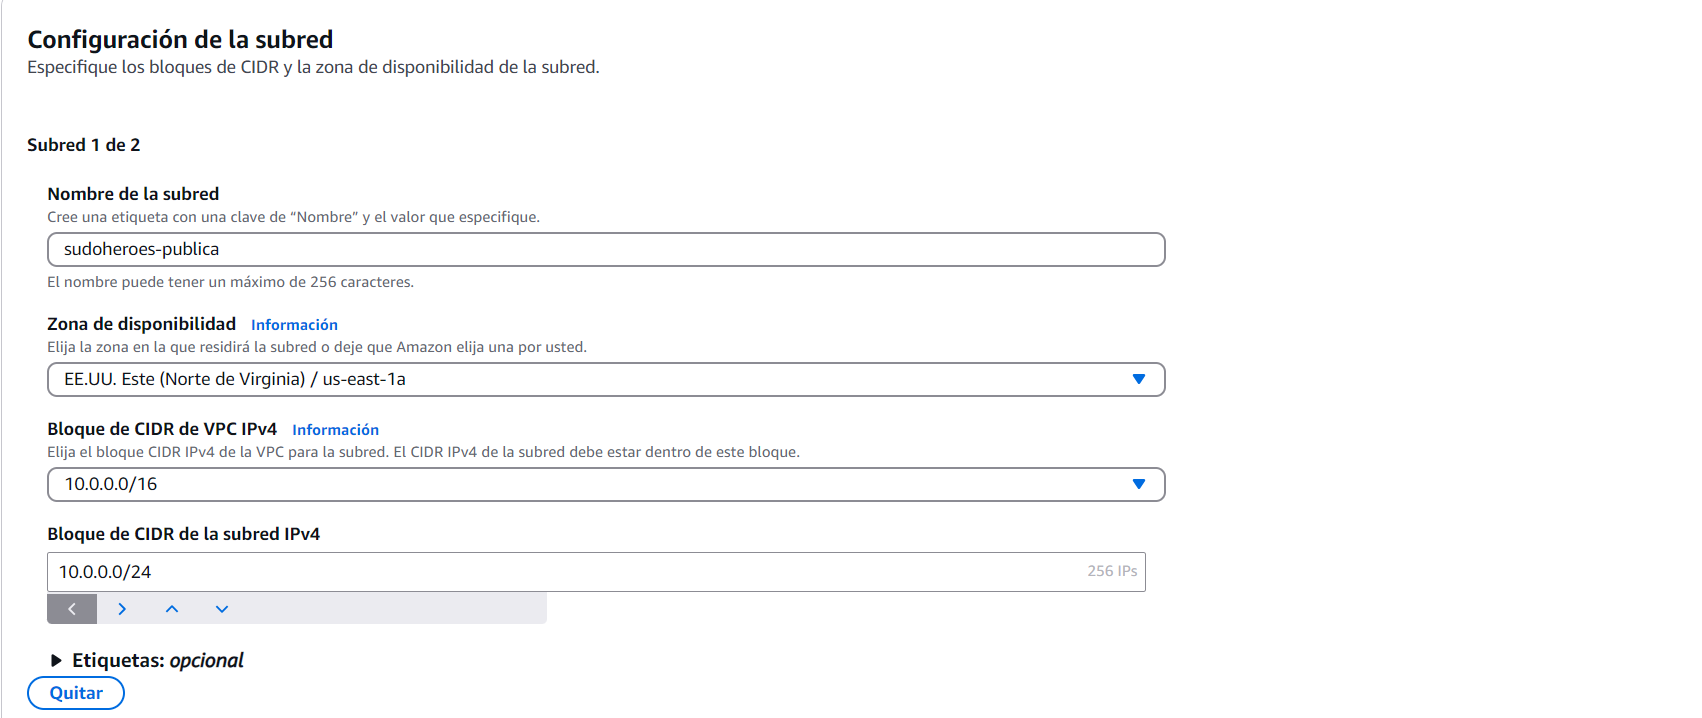 Configuración de la subred
Especifique los bloques de CIDR y la zona de disponibilidad de la subred.
Subred 1 de 2
Nombre de la subred
Cree una etiqueta con una clave de “Nombre” y el valor que especifique.
sudoheroes-publica
El nombre puede tener un máximo de 256 caracteres.
Zona de disponibilidad Información
Elija la zona en la que residirá la subred o deje que Amazon elija una por usted.
EE.UU. Este (Norte de Virginia) / us-east-1a
Bloque de CIDR de VPC IPv4 Información
Elija el bloque CIDR IPv4 de la VPC para la subred. El CIDR IPv4 de la subred debe estar dentro de este bloque.
10.0.0.0/16
Bloque de CIDR de la subred IPv4
10.0.0.0/24 256 IPs
Etiquetas: opcional
Quitar